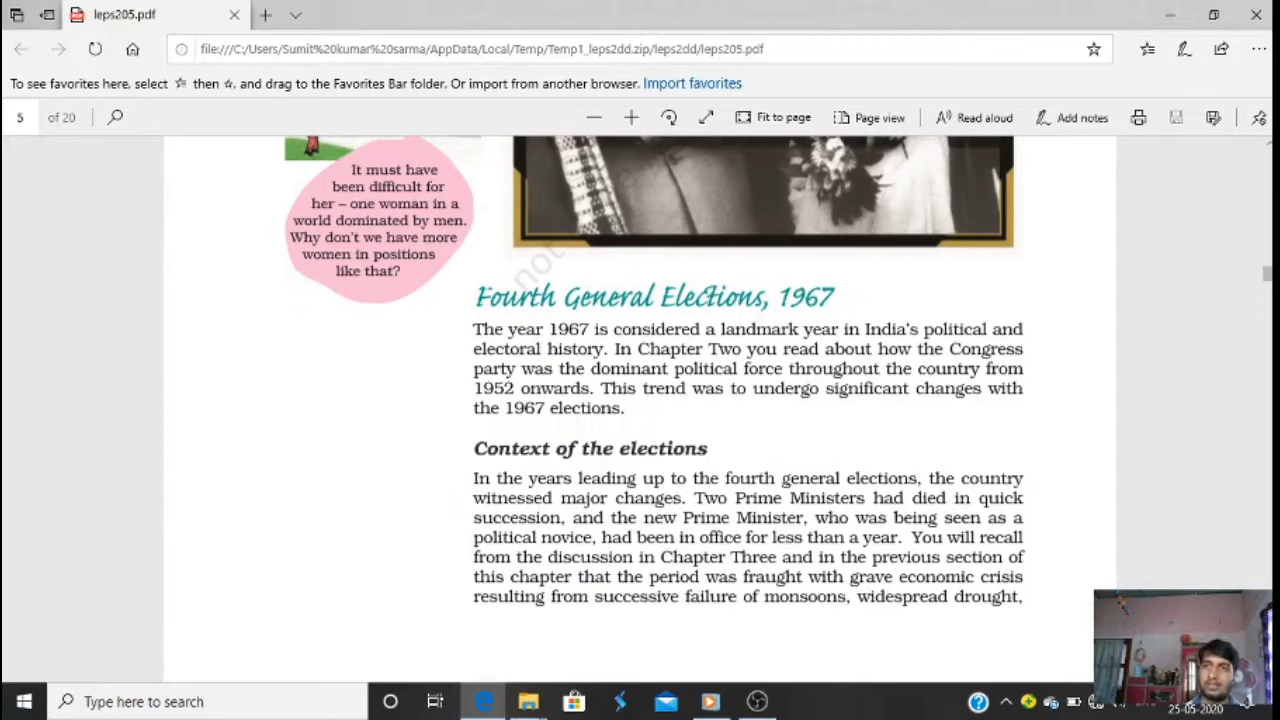 leps205.pdf
file:///C:/Users/Sumit%20kumar%20sarma/AppData/Local/Temp/Temp1_leps2dd.zip/leps2dd/leps205.pdf
To see favorites here, select then , and drag to the Favorites Bar folder. Or import from another browser. Import favorites
5 of 20 Fit to page Page view Read aloud Add notes
It must have
been difficult for
her – one woman in a
world dominated by men.
Why don't we have more
women in positions
like that?
not
Fourth General Elections, 1967
The year 1967 is considered a landmark year in India's political and
electoral history. In Chapter Two you read about how the Congress
party was the dominant political force throughout the country from
1952 onwards. This trend was to undergo significant changes with
the 1967 elections.
Context of the elections
In the years leading up to the fourth general elections, the country
witnessed major changes. Two Prime Ministers had died in quick
succession, and the new Prime Minister, who was being seen as a
political novice, had been in office for less than a year. You will recall
from the discussion in Chapter Three and in the previous section of
this chapter that the period was fraught with grave economic crisis
resulting from successive failure of monsoons, widespread drought,
Type here to search
25-05-2020